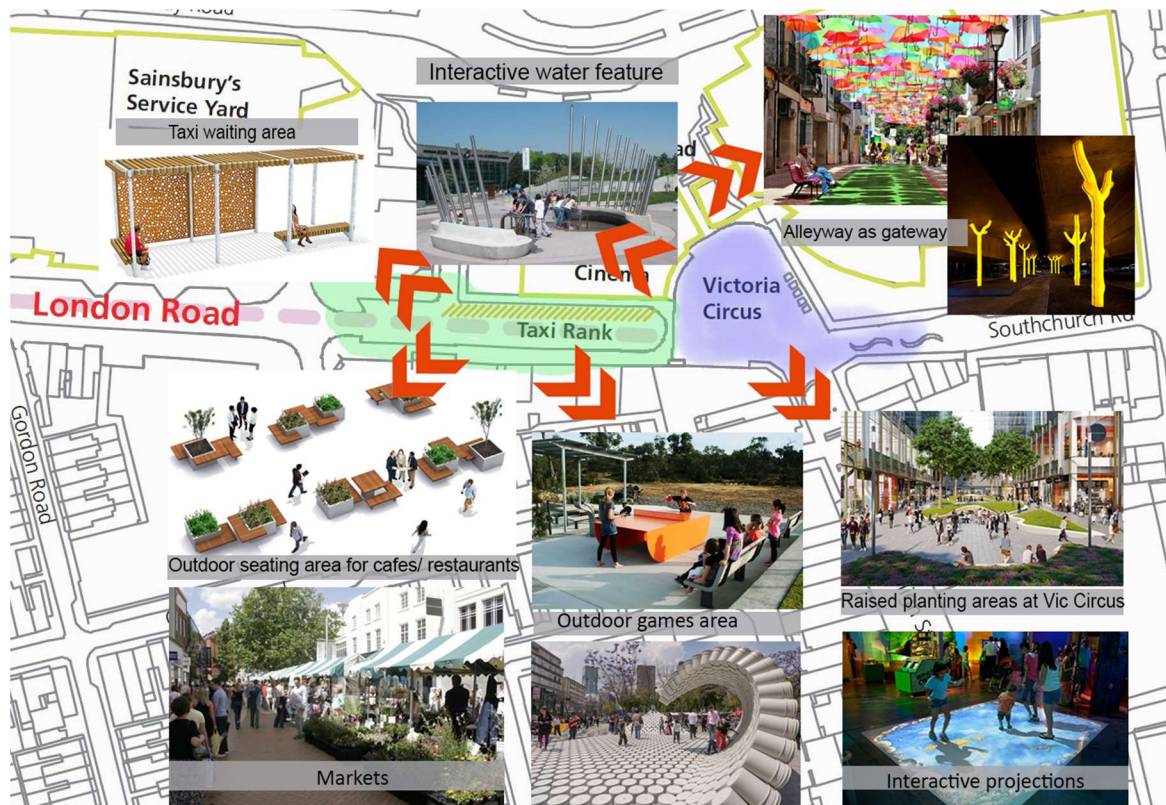 Road
Interactive water feature
Sainsbury's
Service Yard
Taxi waiting area
Alleyway as gateway
Cinema
Victoria
Circus
London Road
Taxi Rank
Southchurch Rd
Gordon Road
Outdoor seating area for cafes/ restaurants
Outdoor games area
Raised planting areas at Vic Circus
Markets
Interactive projections